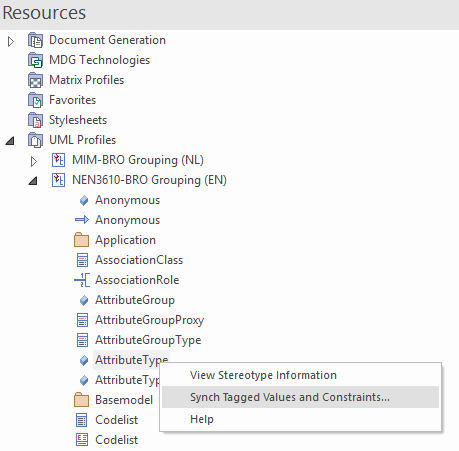 Resources
Document Generation
MDG Technologies
Matrix Profiles
Favorites
Stylesheets
UML Profiles
MIM-BRO Grouping (NL)
NEN3610-BRO Grouping (EN)
Anonymous
Anonymous
Application
AssociationClass
AssociationRole
AttributeGroup
AttributeGroupProxy
AttributeGroupType
AttributeType
AttributeTyp
Basemodel
Codelist
Codelist
View Stereotype Information
Synch Tagged Values and Constraints...
Help